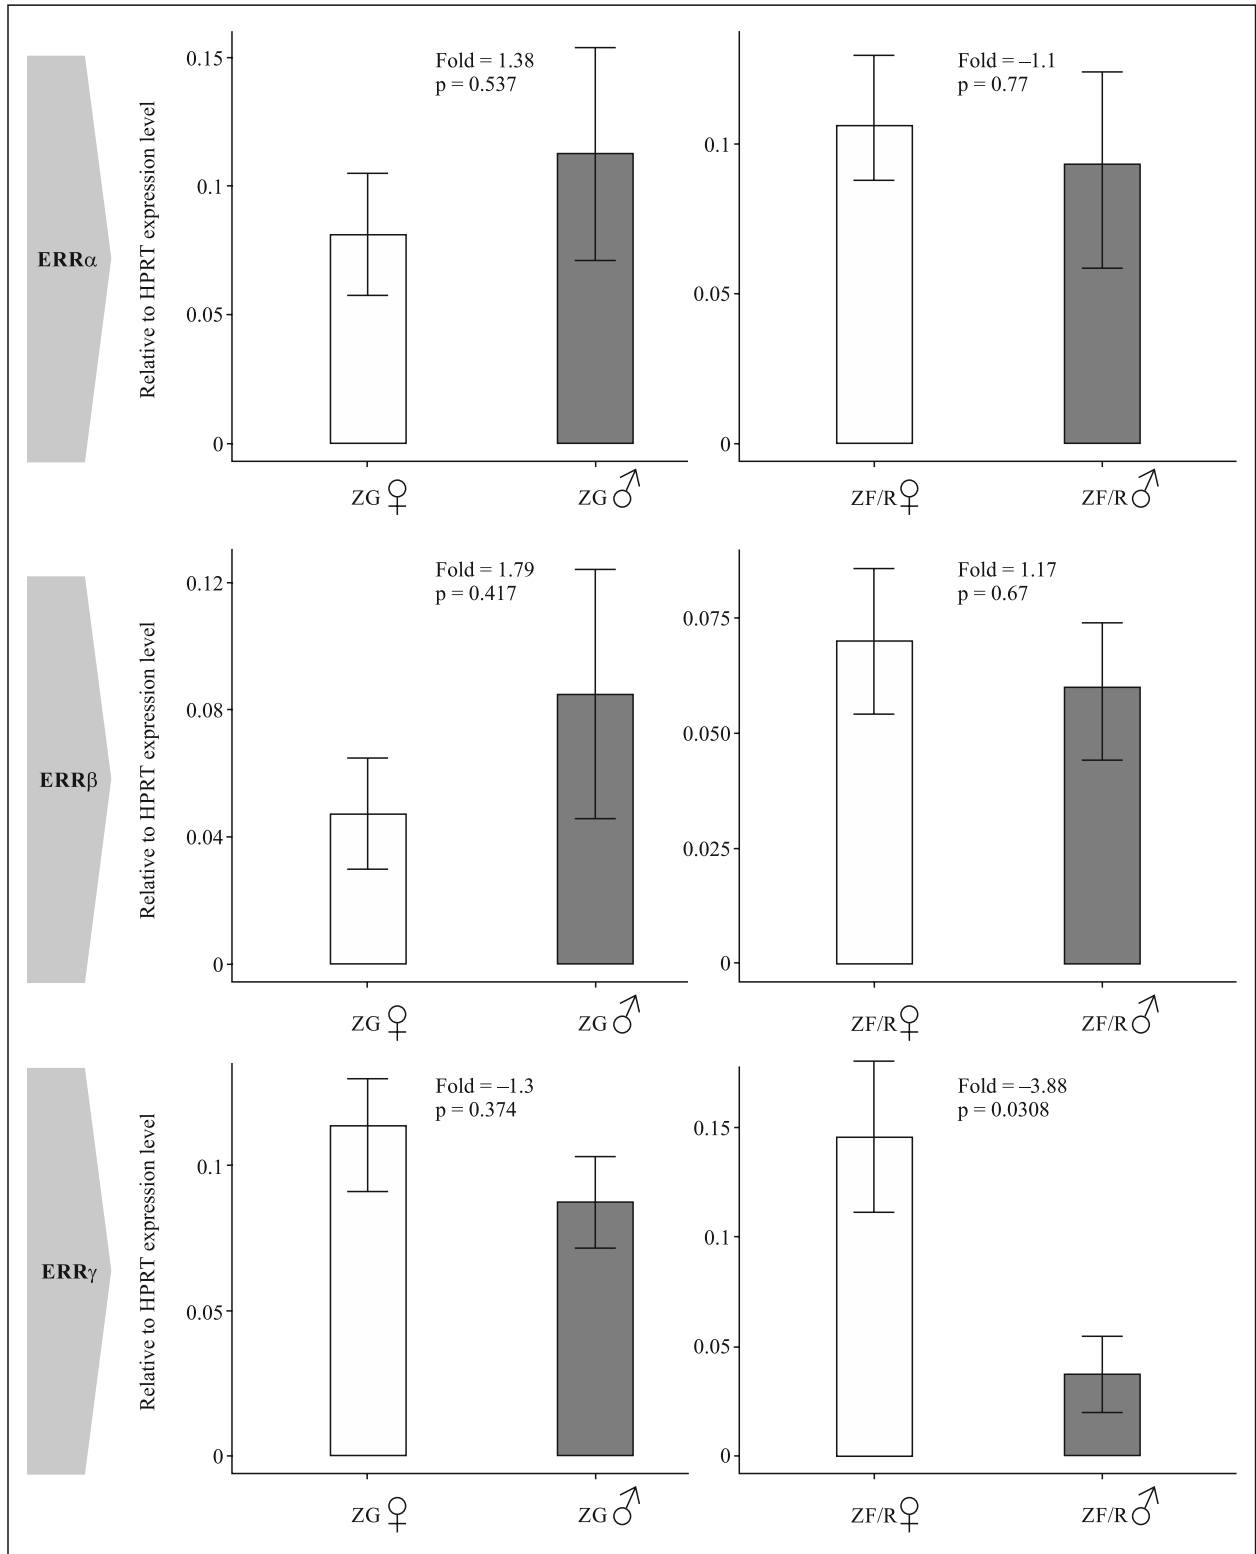 ERRα
Relative to HPRT expression level
0.15
0.1
0.05
0
Fold = 1.38
p = 0.537
ZG ♀
ZG ♂
0.1
0.05
0
Fold = –1.1
p = 0.77
ZF/R ♀
ZF/R ♂
ERRβ
Relative to HPRT expression level
0.12
0.08
0.04
0
Fold = 1.79
p = 0.417
ZG ♀
ZG ♂
0.075
0.050
0.025
0
Fold = 1.17
p = 0.67
ZF/R ♀
ZF/R ♂
ERRγ
Relative to HPRT expression level
0.1
0.05
0
Fold = –1.3
p = 0.374
ZG ♀
ZG ♂
0.15
0.1
0.05
0
Fold = –3.88
p = 0.0308
ZF/R ♀
ZF/R ♂